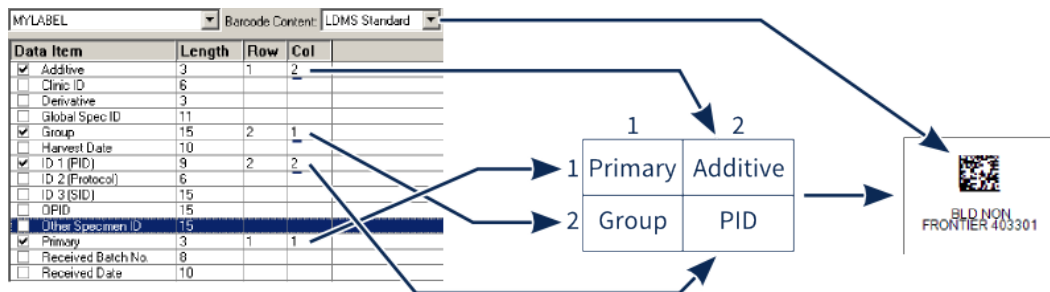 MYLABEL Barcode Content: LDMS Standard
Data Item Length Row Col
Additive 3 1 2
Clinic ID 6
Derivative 3
Global Spec ID 11
Group 15 2 1
Harvest Date 10
ID 1 (PID) 9 2 2
ID 2 (Protocol) 6
ID 3 (SID) 15
OPID 15
Other Specimen ID 15
Primary 3 1 1
Received Batch No. 8
Received Date 10
1 2
1 Primary Additive
2 Group PID
BLD NON
FRONTIER 403301